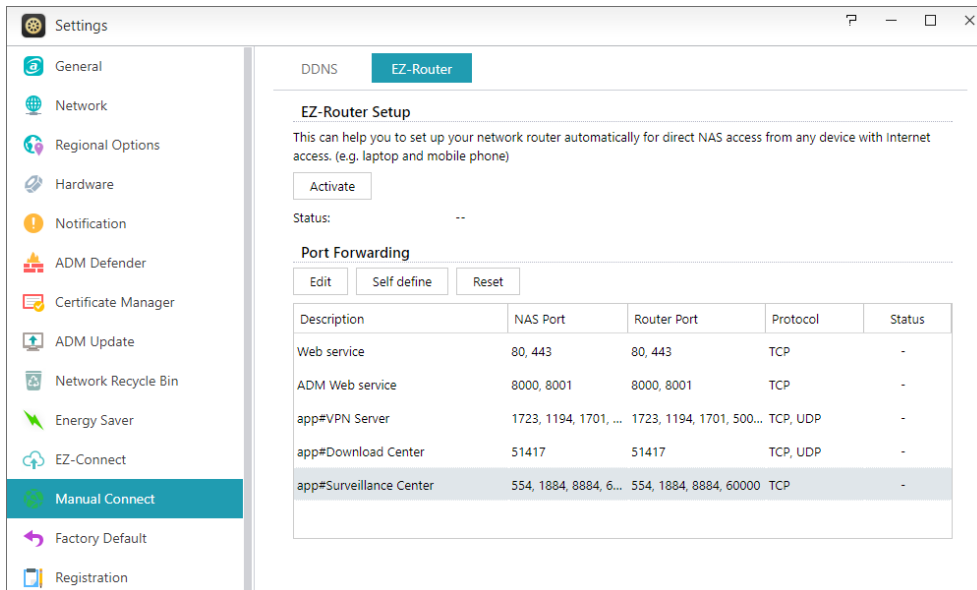 Settings
General
Network
Regional Options
Hardware
Notification
ADM Defender
Certificate Manager
ADM Update
Network Recycle Bin
Energy Saver
EZ-Connect
Manual Connect
Factory Default
Registration
DDNS EZ-Router
EZ-Router Setup
This can help you to set up your network router automatically for direct NAS access from any device with Internet
access. (e.g. laptop and mobile phone)
Activate
Status: --
Port Forwarding
Edit Self define Reset
Description NAS Port Router Port Protocol Status
Web service 80, 443 80, 443 TCP -
ADM Web service 8000, 8001 8000, 8001 TCP -
app#VPN Server 1723, 1194, 1701, ... 1723, 1194, 1701, 500... TCP, UDP -
app#Download Center 51417 51417 TCP, UDP -
app#Surveillance Center 554, 1884, 8884, 6... 554, 1884, 8884, 60000 TCP -